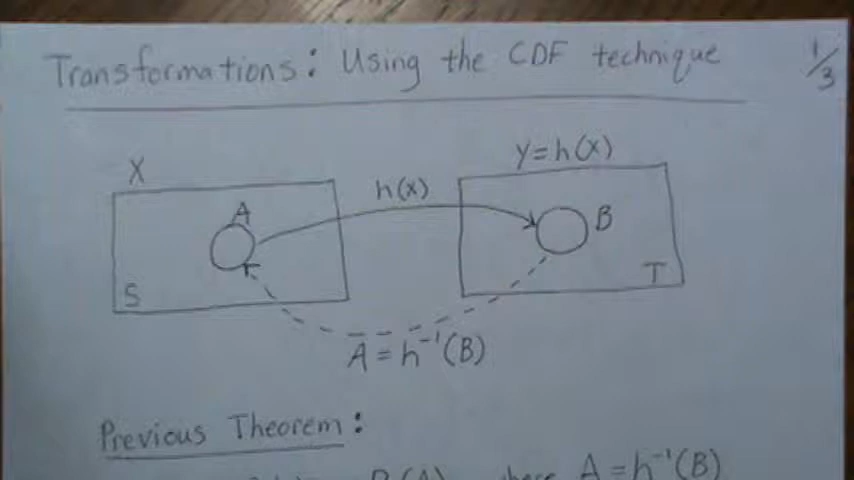 Transformations: Using the CDF technique 1/3
X
Y=h(X)
h(x)
A
B
S
T
A = h⁻¹(B)
Previous Theorem:
A = h⁻¹(B)